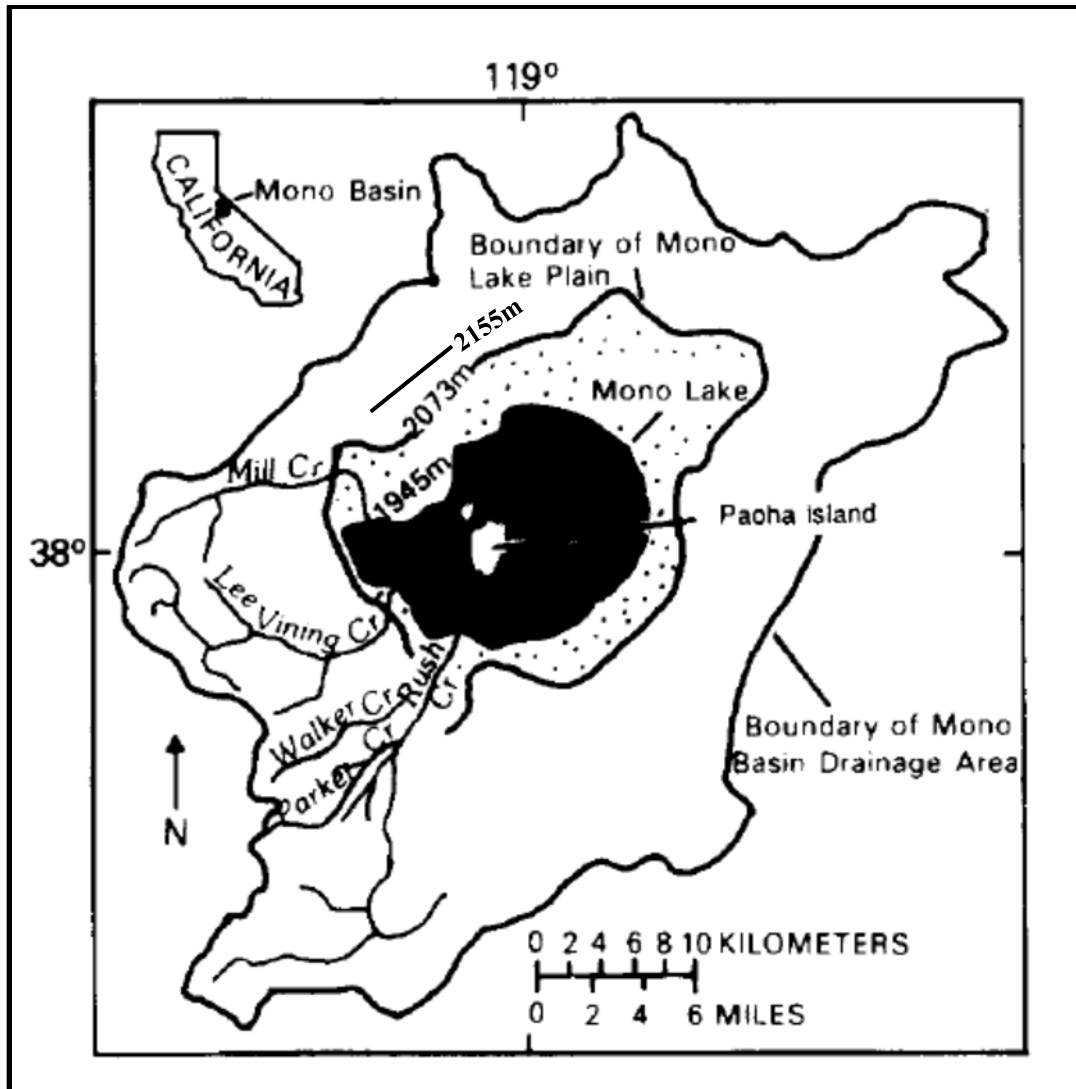 119º
CALIFORNIA
Mono Basin
Boundary of Mono
Lake Plain
2155m
2073m
Mono Lake
Mill Cr
1945m
Paoha island
38º
Lee Vining Cr
Rush Cr
Walker Cr
Parker Cr
Boundary of Mono
Basin Drainage Area
N
0 2 4 6 8 10 KILOMETERS
0 2 4 6 MILES